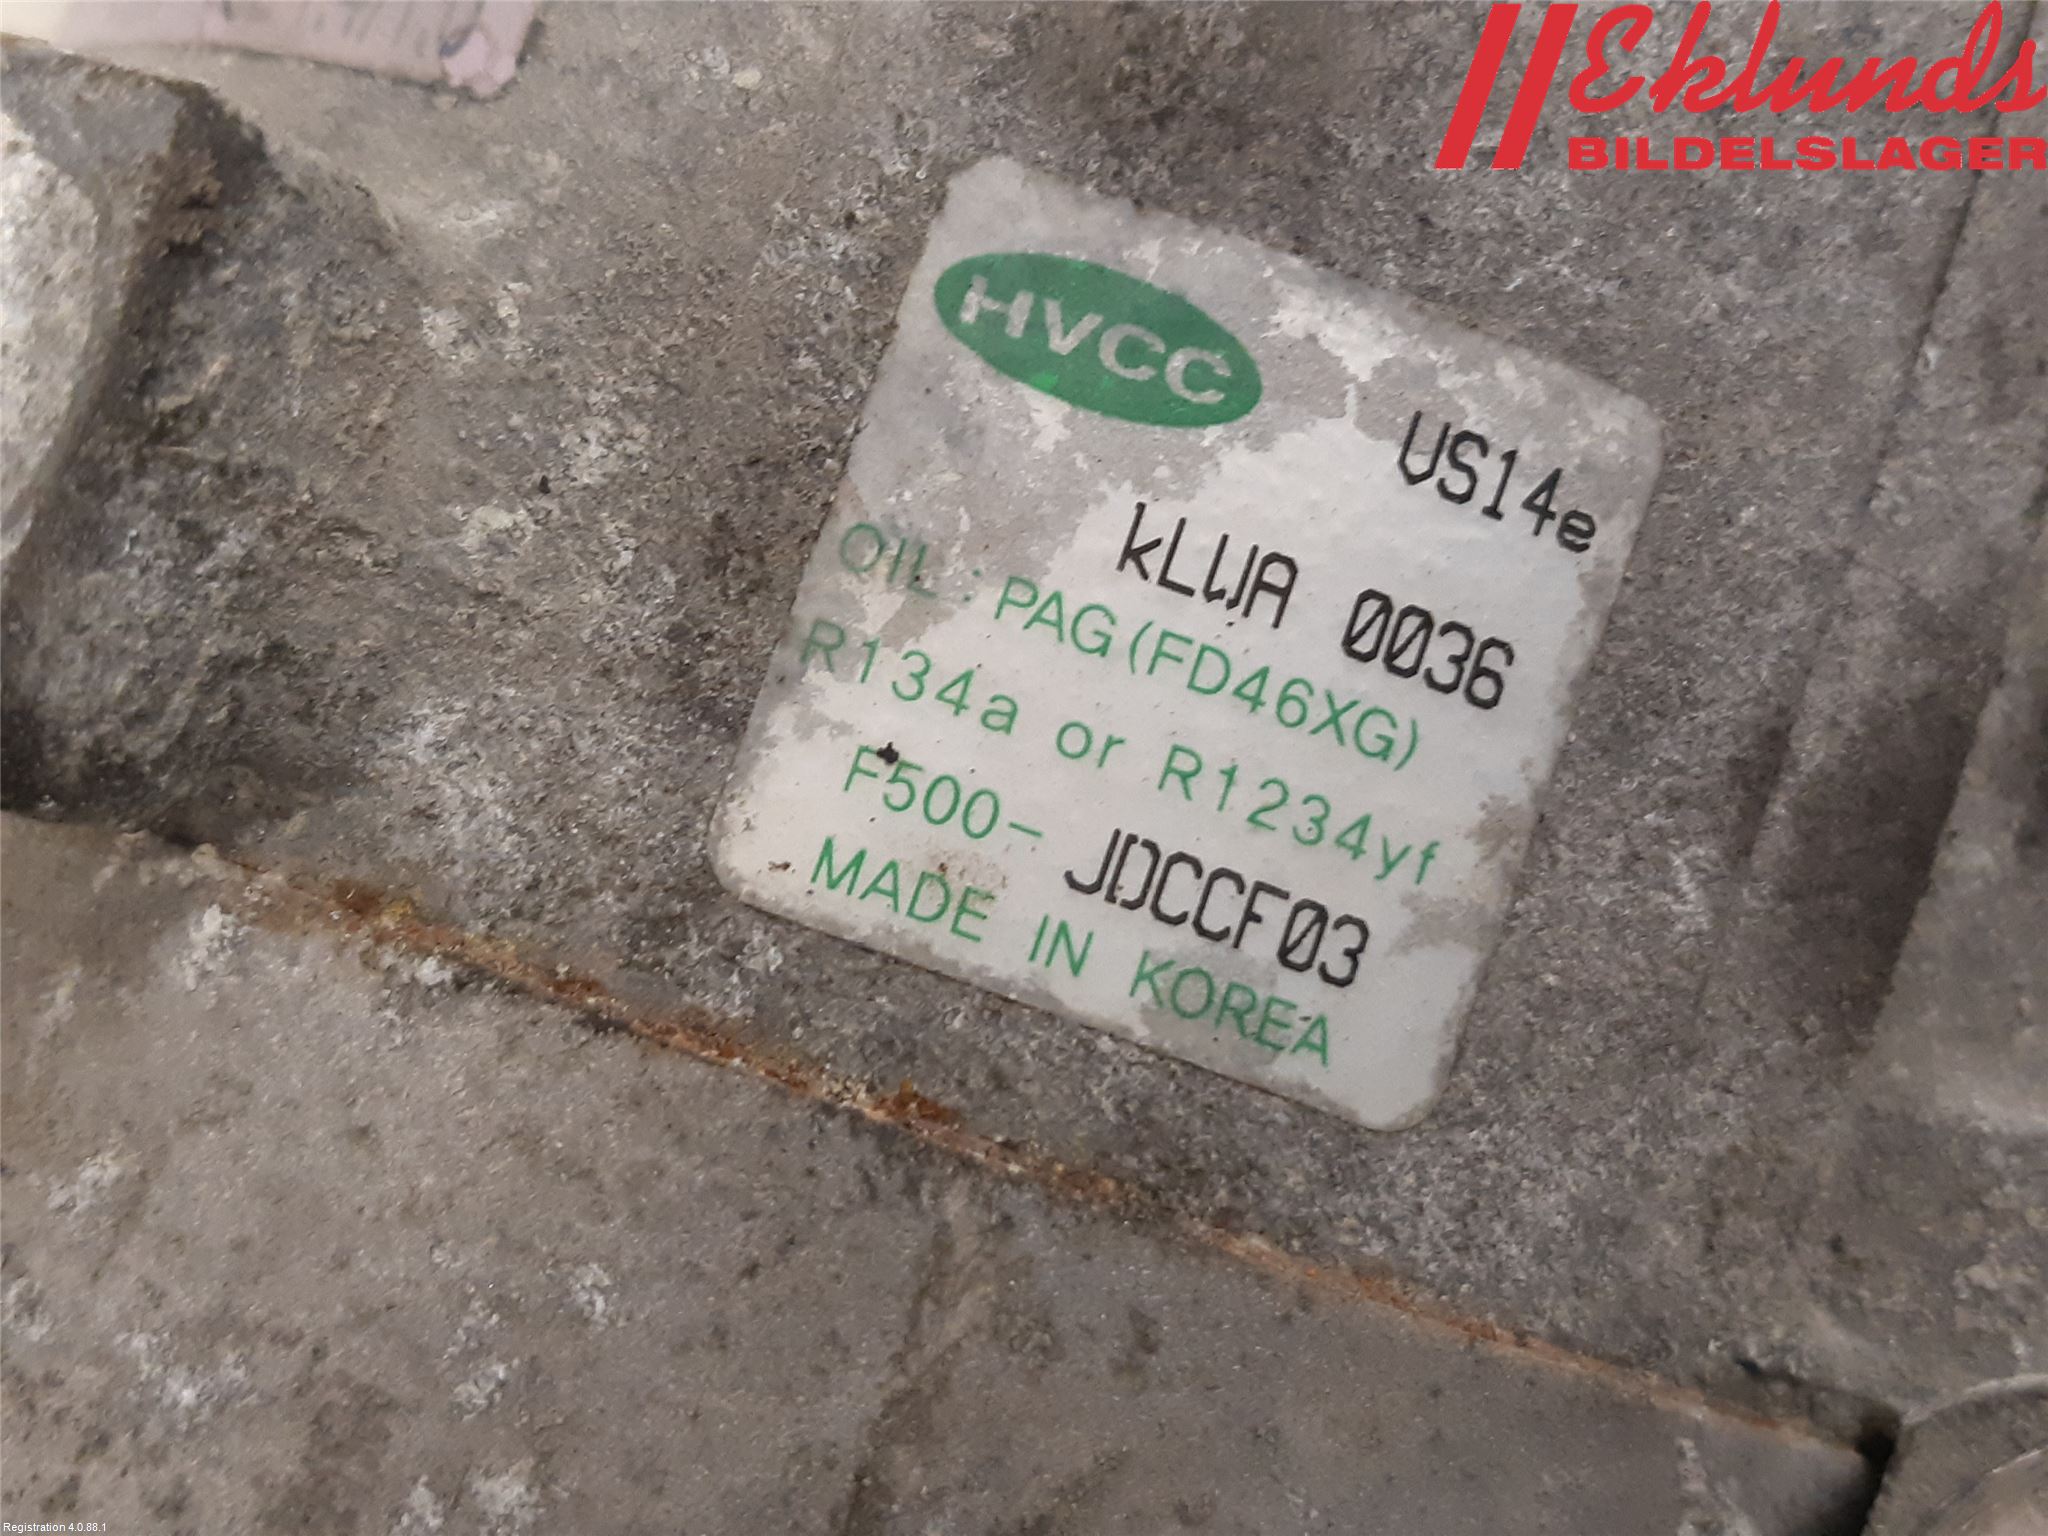 Eklunds
BILDELSLAGER
HVCC
VS14e
kLWA 0036
OIL : PAG (FD46XG)
R134a or R1234yf
F500- JDCCF03
MADE IN KOREA
Registration 4.0.88.1